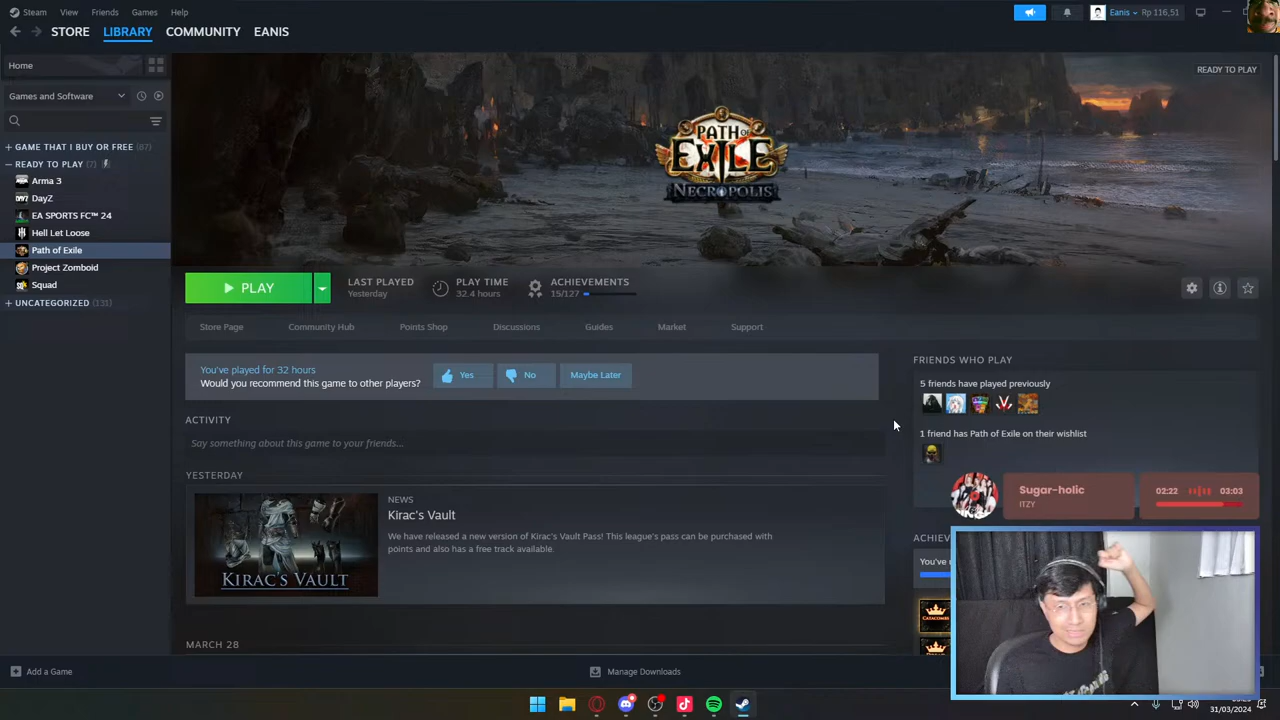 Steam View Friends Games Help
Eanis Rp 116,51
STORE LIBRARY COMMUNITY EANIS
Home
Games and Software
GAME THAT I BUY OR FREE (87)
READY TO PLAY (7)
Arma 3
DayZ
EA SPORTS FC™ 24
Hell Let Loose
Path of Exile
Project Zomboid
Squad
UNCATEGORIZED (131)
READY TO PLAY
PATH OF
EXILE
NECROPOLIS
PLAY
LAST PLAYED
Yesterday
PLAY TIME
32.4 hours
ACHIEVEMENTS
15/127
Store Page Community Hub Points Shop Discussions Guides Market Support
You've played for 32 hours
Would you recommend this game to other players?
Yes No Maybe Later
ACTIVITY
Say something about this game to your friends...
YESTERDAY
KIRAC'S VAULT
NEWS
Kirac's Vault
We have released a new version of Kirac's Vault Pass! This league's pass can be purchased with
points and also has a free track available.
MARCH 28
FRIENDS WHO PLAY
5 friends have played previously
1 friend has Path of Exile on their wishlist
Sugar-holic
ITZY
02:22 03:03
ACHIEV
You've
CATACOMBS
Add a Game
Manage Downloads
31/03/2024